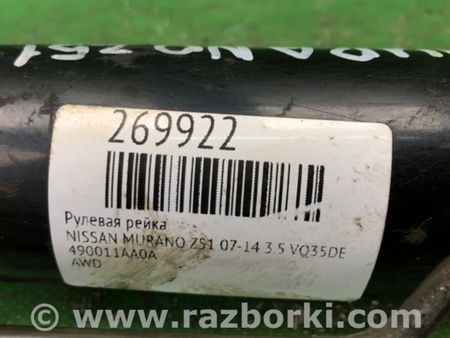 269922
Рулевая рейка
NISSAN MURANO Z51 07-14 3.5 VQ35DE
490011AA0A
AWD
www.razborki.com